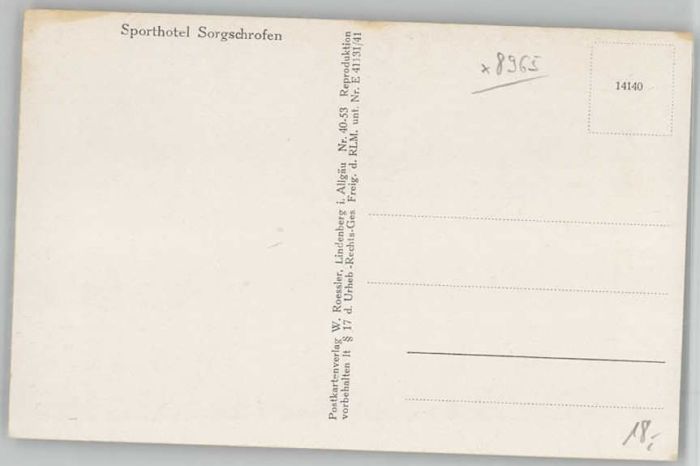 Sporthotel Sorgschrofen
Postkartenverlag W. Roessler, Lindenberg i. Allgäu Nr. 40-53 Reproduktion
vorbehalten lt § 17 d. Urheb.-Rechts-Ges Freig. d. RLM. unt. Nr. E 41131/41
x 8965
14140
18,-